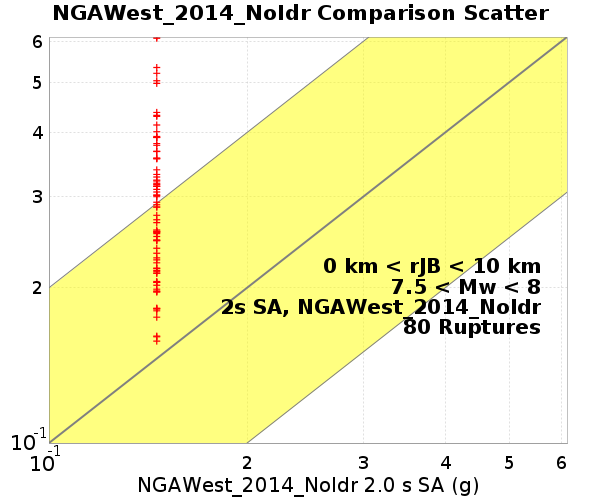 NGAWest_2014_NoIdr Comparison Scatter
6
5
4
3
2
10-1
0 km < rJB < 10 km
7.5 < Mw < 8
2s SA, NGAWest_2014_NoIdr
80 Ruptures
10-1 2 3 4 5 6
NGAWest_2014_NoIdr 2.0 s SA (g)